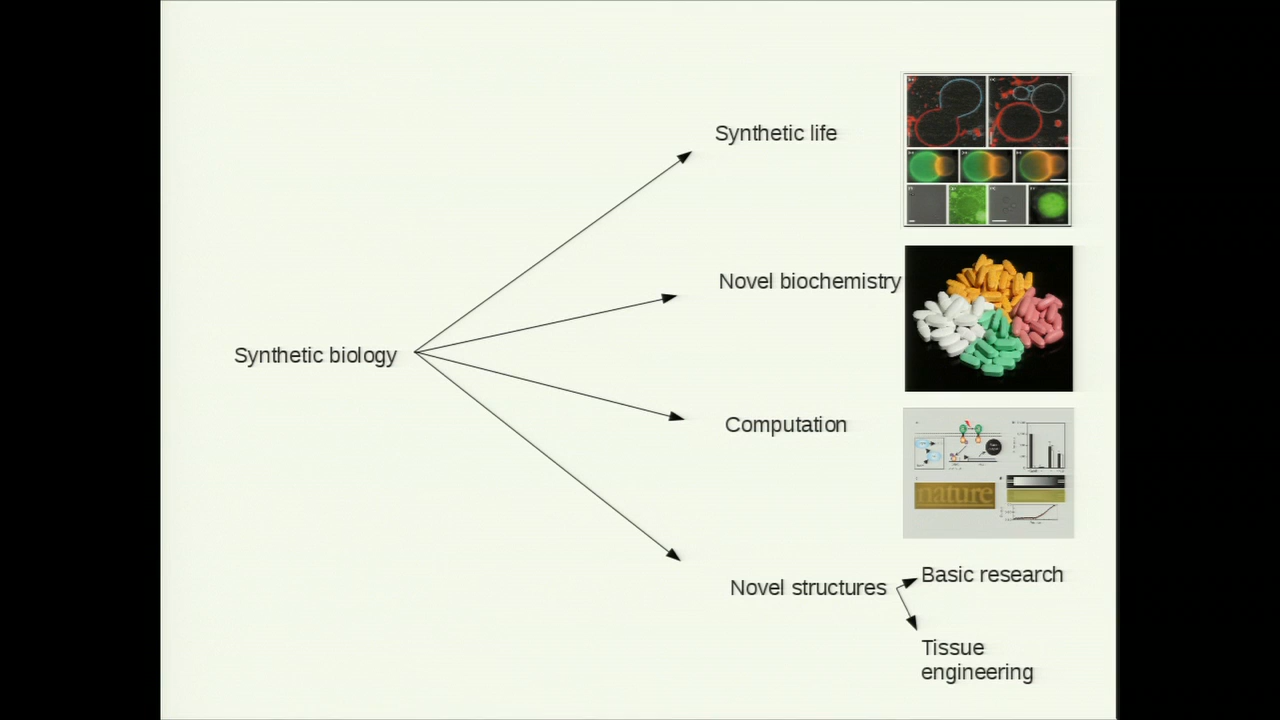 Synthetic life
Novel biochemistry
Synthetic biology
Computation
nature
Novel structures
Basic research
Tissue
engineering